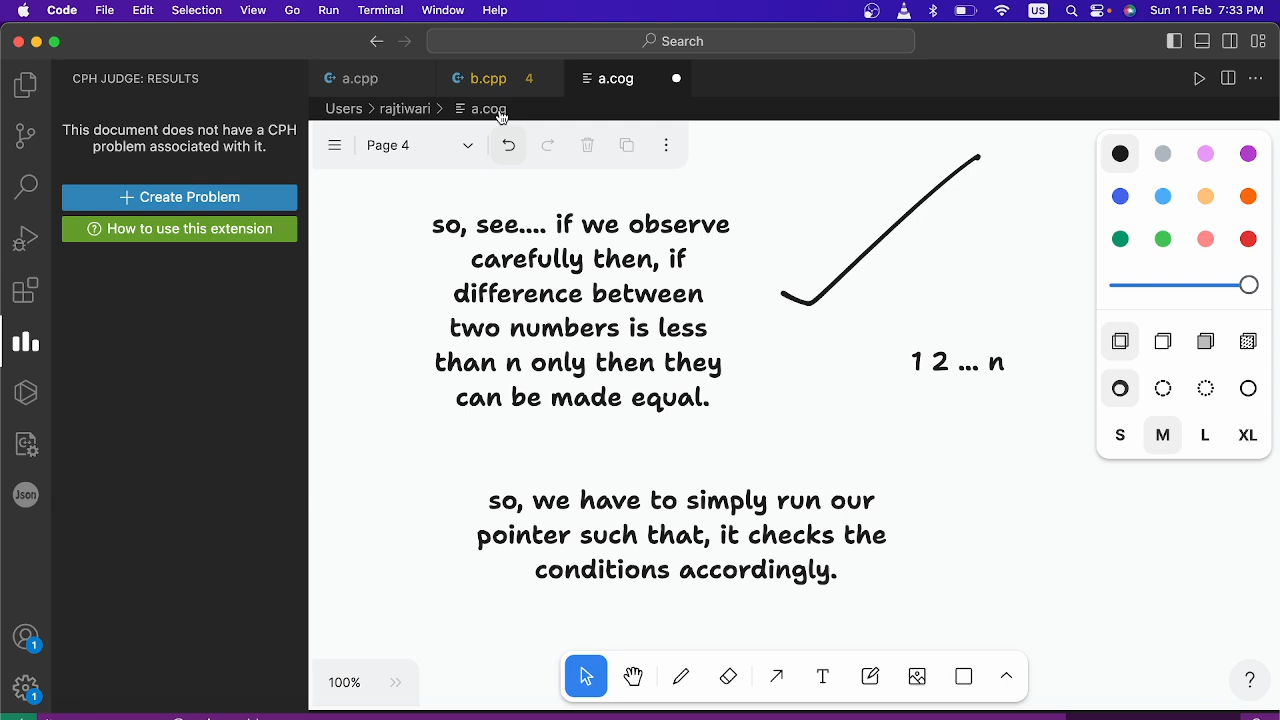 Code File Edit Selection View Go Run Terminal Window Help US Sun 11 Feb 7:33 PM
Search
CPH JUDGE: RESULTS
a.cpp b.cpp 4 a.cog
Users > rajtiwari > a.cog
This document does not have a CPH
problem associated with it.
Create Problem
How to use this extension
Page 4
so, see.... if we observe
carefully then, if
difference between
two numbers is less
than n only then they
can be made equal.
1 2 ... n
so, we have to simply run our
pointer such that, it checks the
conditions accordingly.
S M L XL
Json
1
1
100%
?